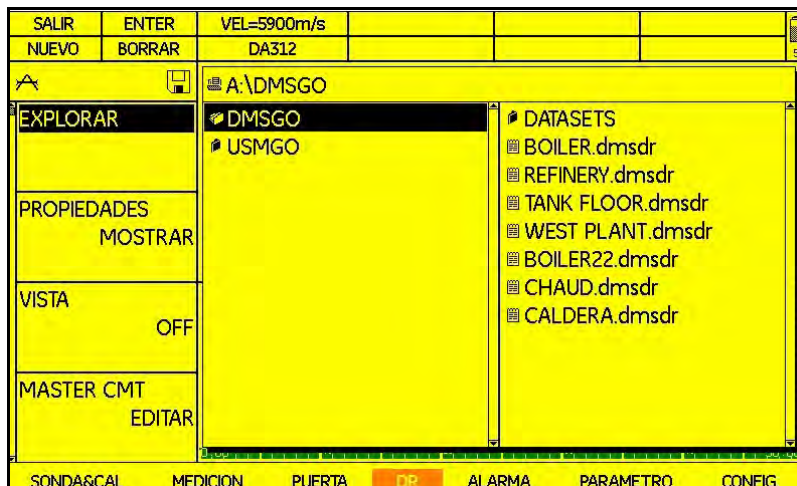 SALIR ENTER VEL=5900m/s
NUEVO BORRAR DA312
A:\DMSGO
EXPLORAR
PROPIEDADES
MOSTRAR
VISTA
OFF
MASTER CMT
EDITAR
DMSGO
USMGO
DATASETS
BOILER.dmsdr
REFINERY.dmsdr
TANK FLOOR.dmsdr
WEST PLANT.dmsdr
BOILER22.dmsdr
CHAUD.dmsdr
CALDERA.dmsdr
SONDA&CAL MEDICION PUERTA DR ALARMA PARAMETRO CONFIG